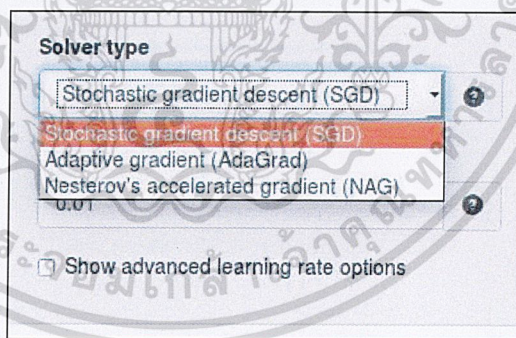 Solver type
Stochastic gradient descent (SGD)
Stochastic gradient descent (SGD)
Adaptive gradient (AdaGrad)
Nesterov's accelerated gradient (NAG)
0.01
Show advanced learning rate options